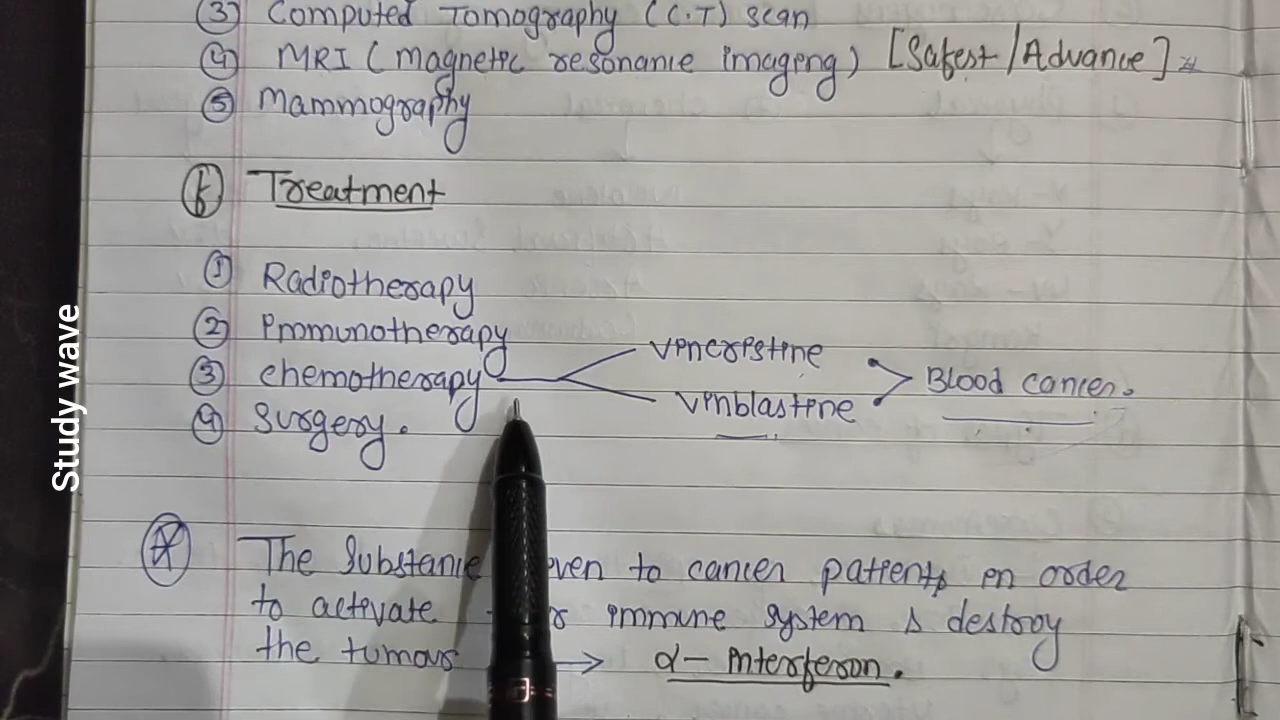 ③ Computed Tomography (C.T) scan
④ MRI (Magnetic resonance imaging) [Safest/Advance]
⑤ Mammography
(f) Treatment
① Radiotherapy
② Immunotherapy
③ chemotherapy
vincristine
vinblastine
Blood cancer.
④ Surgery.
The substance to cancer patients in order
to activate immune system & destroy
the tumour → α-interferon.
Study wave